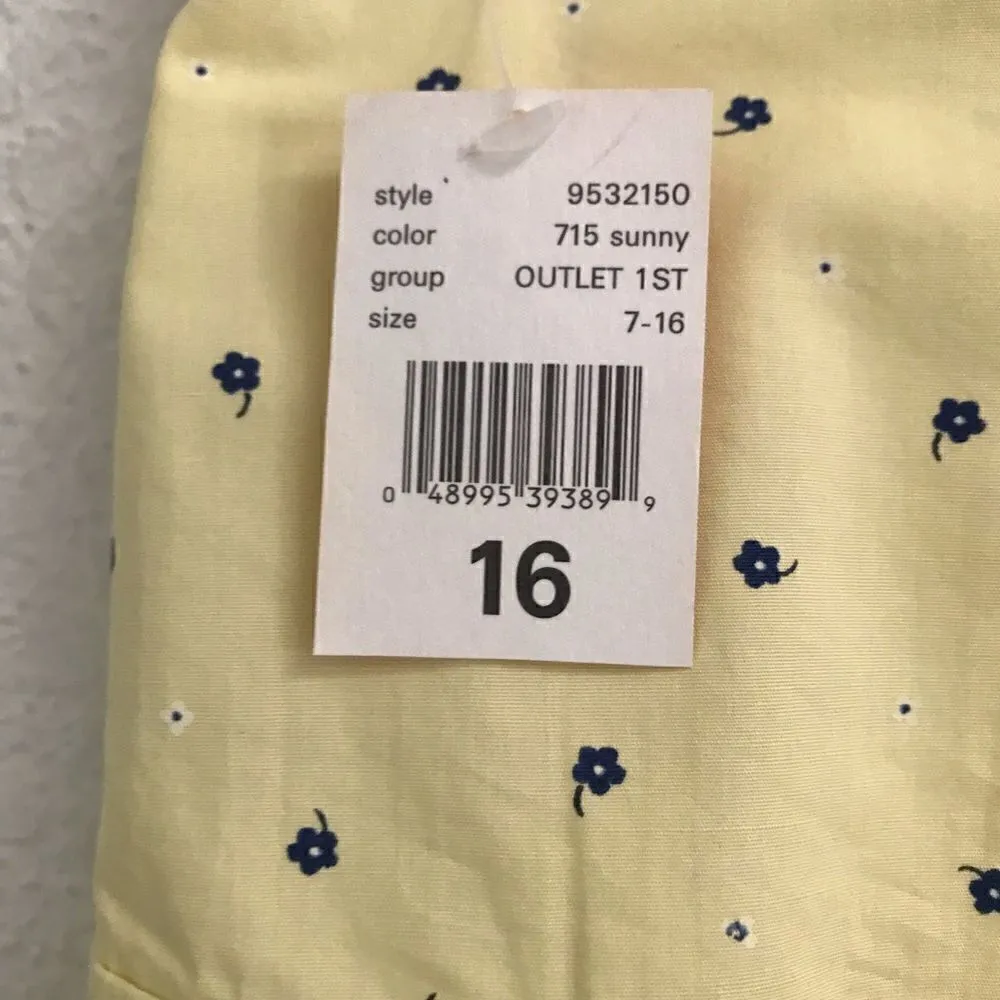 style 9532150
color 715 sunny
group OUTLET 1ST
size 7-16
0 48995 39389 9
16